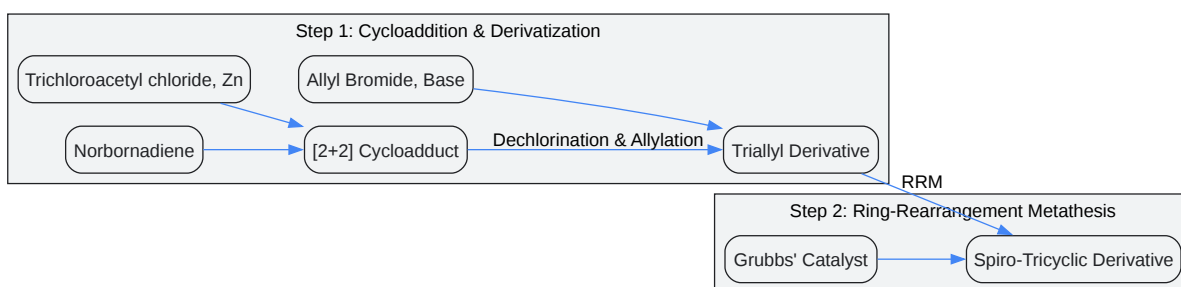 Step 1: Cycloaddition & Derivatization
Trichloroacetyl chloride, Zn
Allyl Bromide, Base
Norbornadiene
[2+2] Cycloadduct
Dechlorination & Allylation
Triallyl Derivative
RRM
Step 2: Ring-Rearrangement Metathesis
Grubbs' Catalyst
Spiro-Tricyclic Derivative